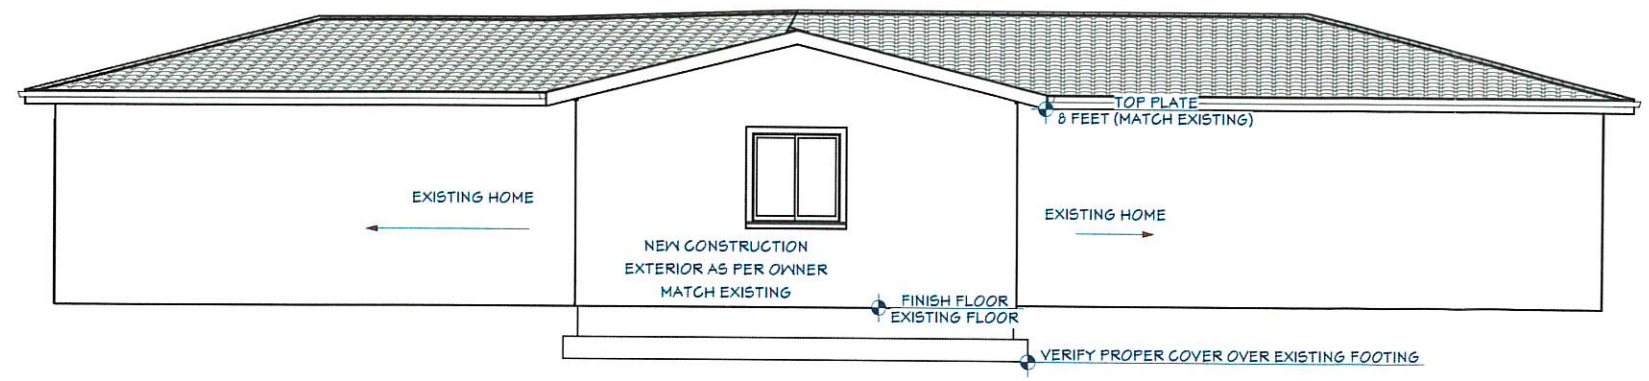 TOP PLATE
8 FEET (MATCH EXISTING)
EXISTING HOME
EXISTING HOME
NEW CONSTRUCTION
EXTERIOR AS PER OWNER
MATCH EXISTING
FINISH FLOOR
EXISTING FLOOR
VERIFY PROPER COVER OVER EXISTING FOOTING